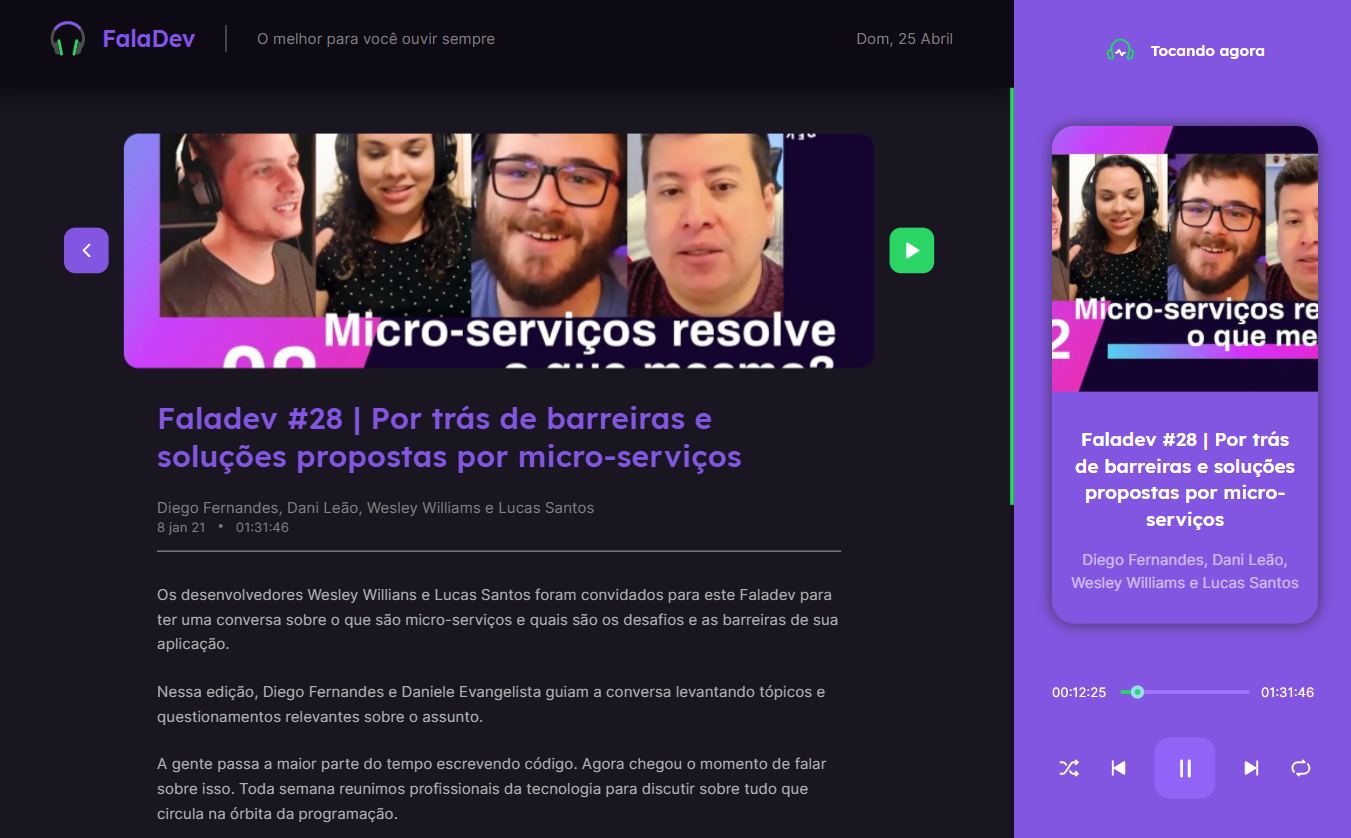 FalaDev
O melhor para você ouvir sempre
Dom, 25 Abril
Micro-serviços resolve
o que mesmo?
Faladev #28 | Por trás de barreiras e
soluções propostas por micro-serviços
Diego Fernandes, Dani Leão, Wesley Williams e Lucas Santos
8 jan 21 • 01:31:46
Os desenvolvedores Wesley Willians e Lucas Santos foram convidados para este Faladev para
ter uma conversa sobre o que são micro-serviços e quais são os desafios e as barreiras de sua
aplicação.
Nessa edição, Diego Fernandes e Daniele Evangelista guiam a conversa levantando tópicos e
questionamentos relevantes sobre o assunto.
A gente passa a maior parte do tempo escrevendo código. Agora chegou o momento de falar
sobre isso. Toda semana reunimos profissionais da tecnologia para discutir sobre tudo que
circula na órbita da programação.
Tocando agora
Micro-serviços re
2 o que me
Faladev #28 | Por trás
de barreiras e soluções
propostas por micro-
serviços
Diego Fernandes, Dani Leão,
Wesley Williams e Lucas Santos
00:12:25
01:31:46